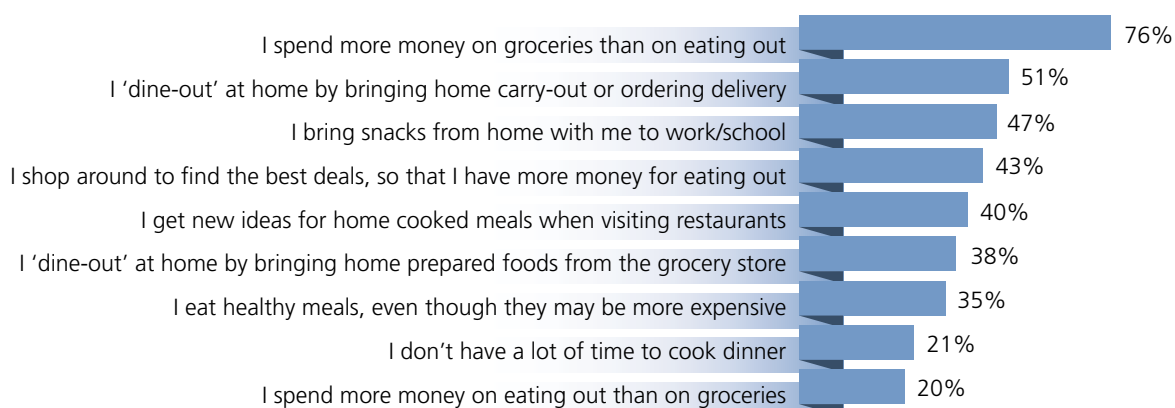 I spend more money on groceries than on eating out 76%
I ‘dine-out’ at home by bringing home carry-out or ordering delivery 51%
I bring snacks from home with me to work/school 47%
I shop around to find the best deals, so that I have more money for eating out 43%
I get new ideas for home cooked meals when visiting restaurants 40%
I ‘dine-out’ at home by bringing home prepared foods from the grocery store 38%
I eat healthy meals, even though they may be more expensive 35%
I don’t have a lot of time to cook dinner 21%
I spend more money on eating out than on groceries 20%